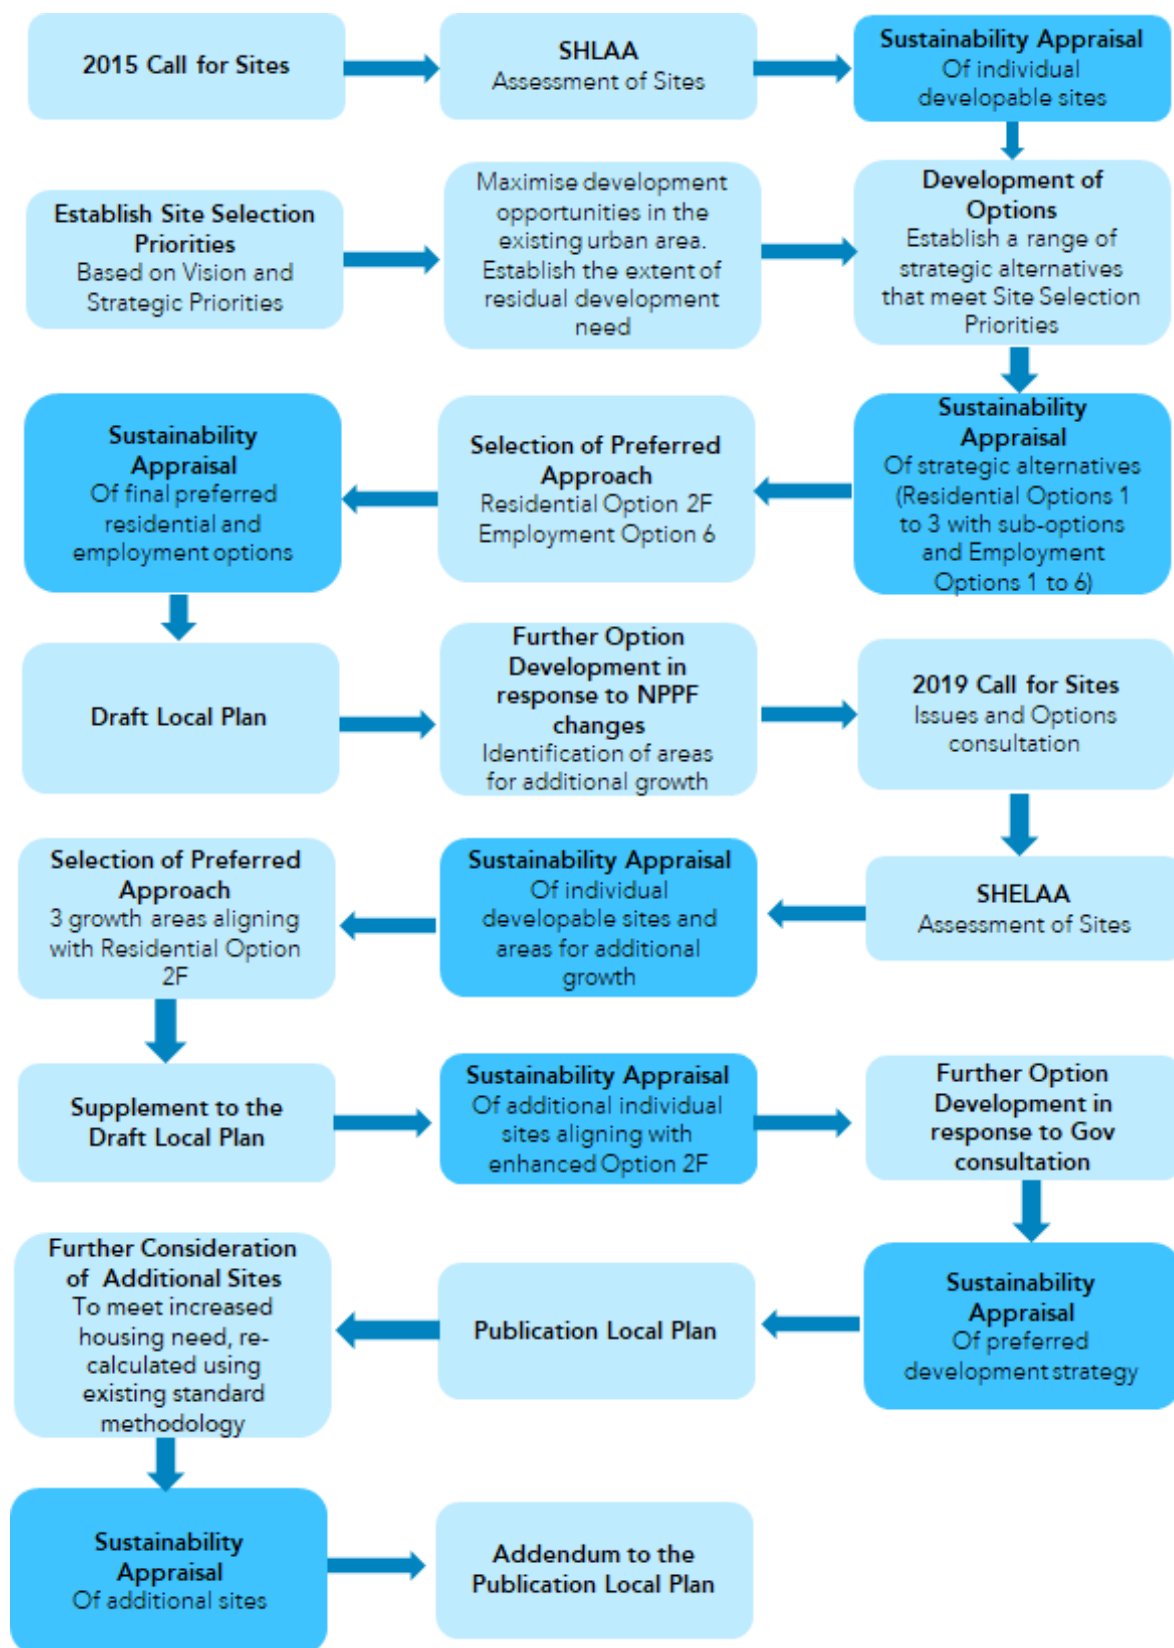 2015 Call for Sites
SHLAA
Assessment of Sites
Sustainability Appraisal
Of individual
developable sites
Establish Site Selection
Priorities
Based on Vision and
Strategic Priorities
Maximise development
opportunities in the
existing urban area.
Establish the extent of
residual development
need
Development of
Options
Establish a range of
strategic alternatives
that meet Site Selection
Priorities
Sustainability
Appraisal
Of strategic alternatives
(Residential Options 1
to 3 with sub-options
and Employment
Options 1 to 6)
Selection of Preferred
Approach
Residential Option 2F
Employment Option 6
Sustainability
Appraisal
Of final preferred
residential and
employment options
Draft Local Plan
Further Option
Development in
response to NPPF
changes
Identification of areas
for additional growth
2019 Call for Sites
Issues and Options
consultation
SHELAA
Assessment of Sites
Sustainability Appraisal
Of individual
developable sites and
areas for additional
growth
Selection of Preferred
Approach
3 growth areas aligning
with Residential Option
2F
Supplement to the
Draft Local Plan
Sustainability Appraisal
Of additional individual
sites aligning with
enhanced Option 2F
Further Option
Development in
response to Gov
consultation
Sustainability
Appraisal
Of preferred
development strategy
Publication Local Plan
Further Consideration
of Additional Sites
To meet increased
housing need, re-
calculated using
existing standard
methodology
Sustainability
Appraisal
Of additional sites
Addendum to the
Publication Local Plan